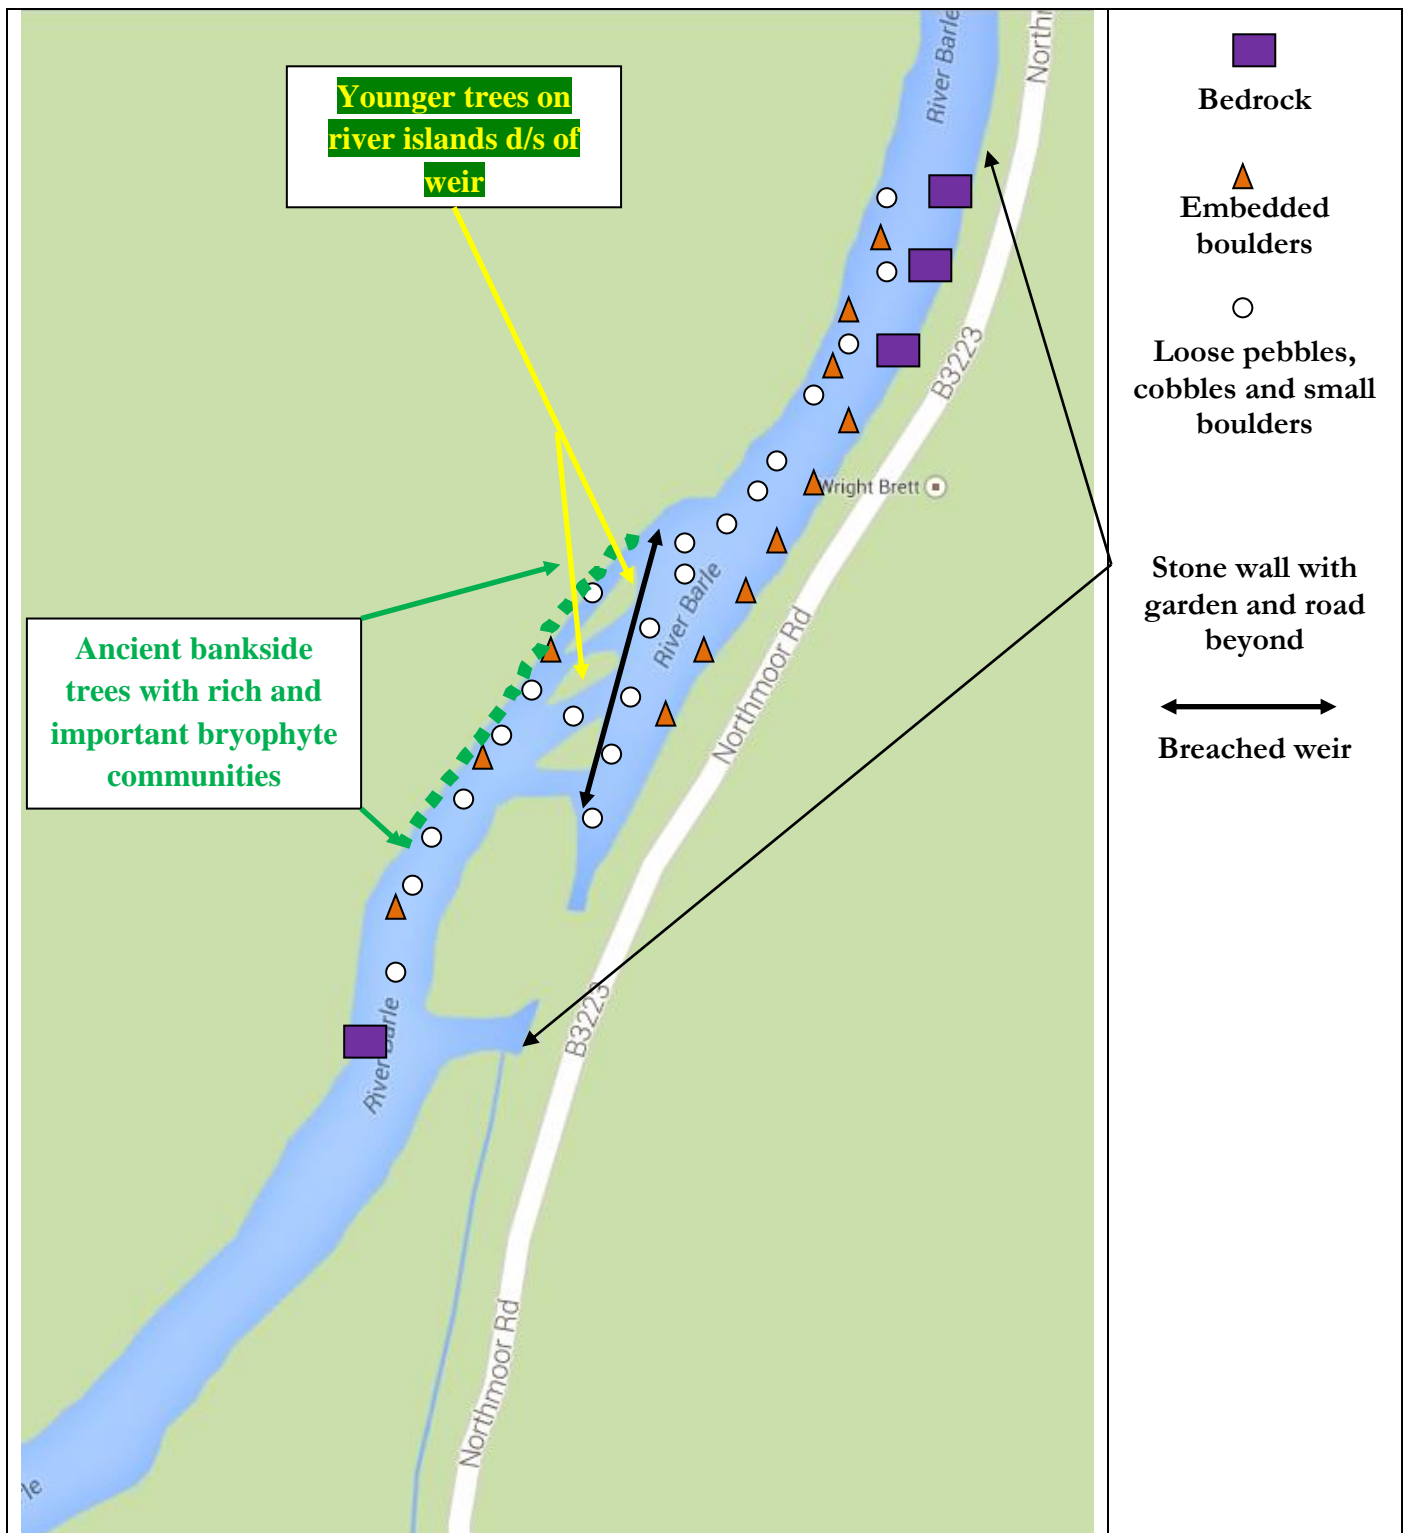 River Barle
North
Younger trees on
river islands d/s of
weir
B3223
Wright Brett
River Barle
Northmoor Rd
Ancient bankside
trees with rich and
important bryophyte
communities
B3223
River Barle
Northmoor Rd
le
Bedrock
Embedded
boulders
Loose pebbles,
cobbles and small
boulders
Stone wall with
garden and road
beyond
Breached weir